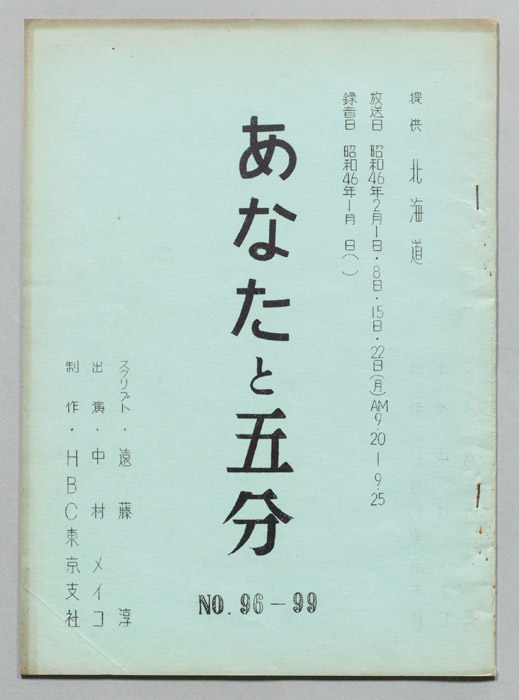 提供 北海道
放送日 昭和46年2月1日・8日・15日・22日(月)AM9.20-9.25
録音日 昭和46年1月 日( )
あなたと五分
NO.96-99
スクリプト・遠藤 淳
出演・中村メイコ
制作・HBC東京支社